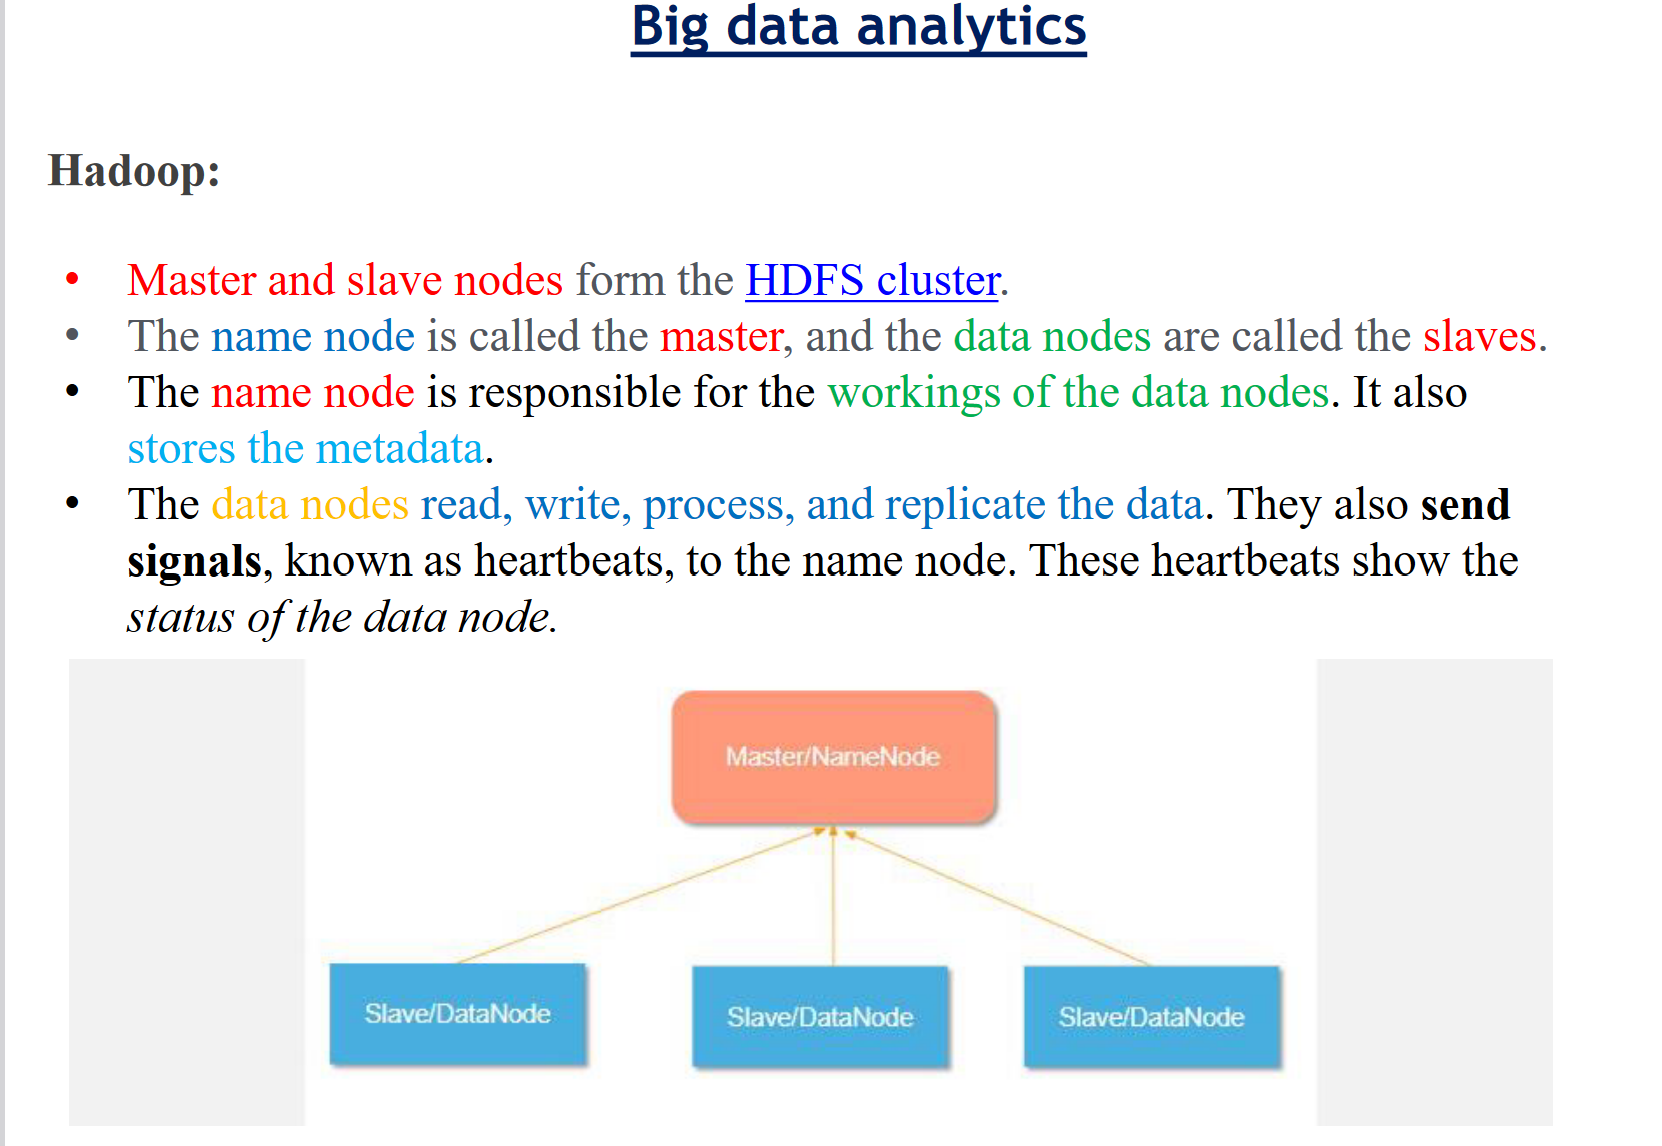 Big data analytics
Hadoop:
• Master and slave nodes form the HDFS cluster.
• The name node is called the master, and the data nodes are called the slaves.
• The name node is responsible for the workings of the data nodes. It also
stores the metadata.
• The data nodes read, write, process, and replicate the data. They also send
signals, known as heartbeats, to the name node. These heartbeats show the
status of the data node.
Master/NameNode
Slave/DataNode
Slave/DataNode
Slave/DataNode